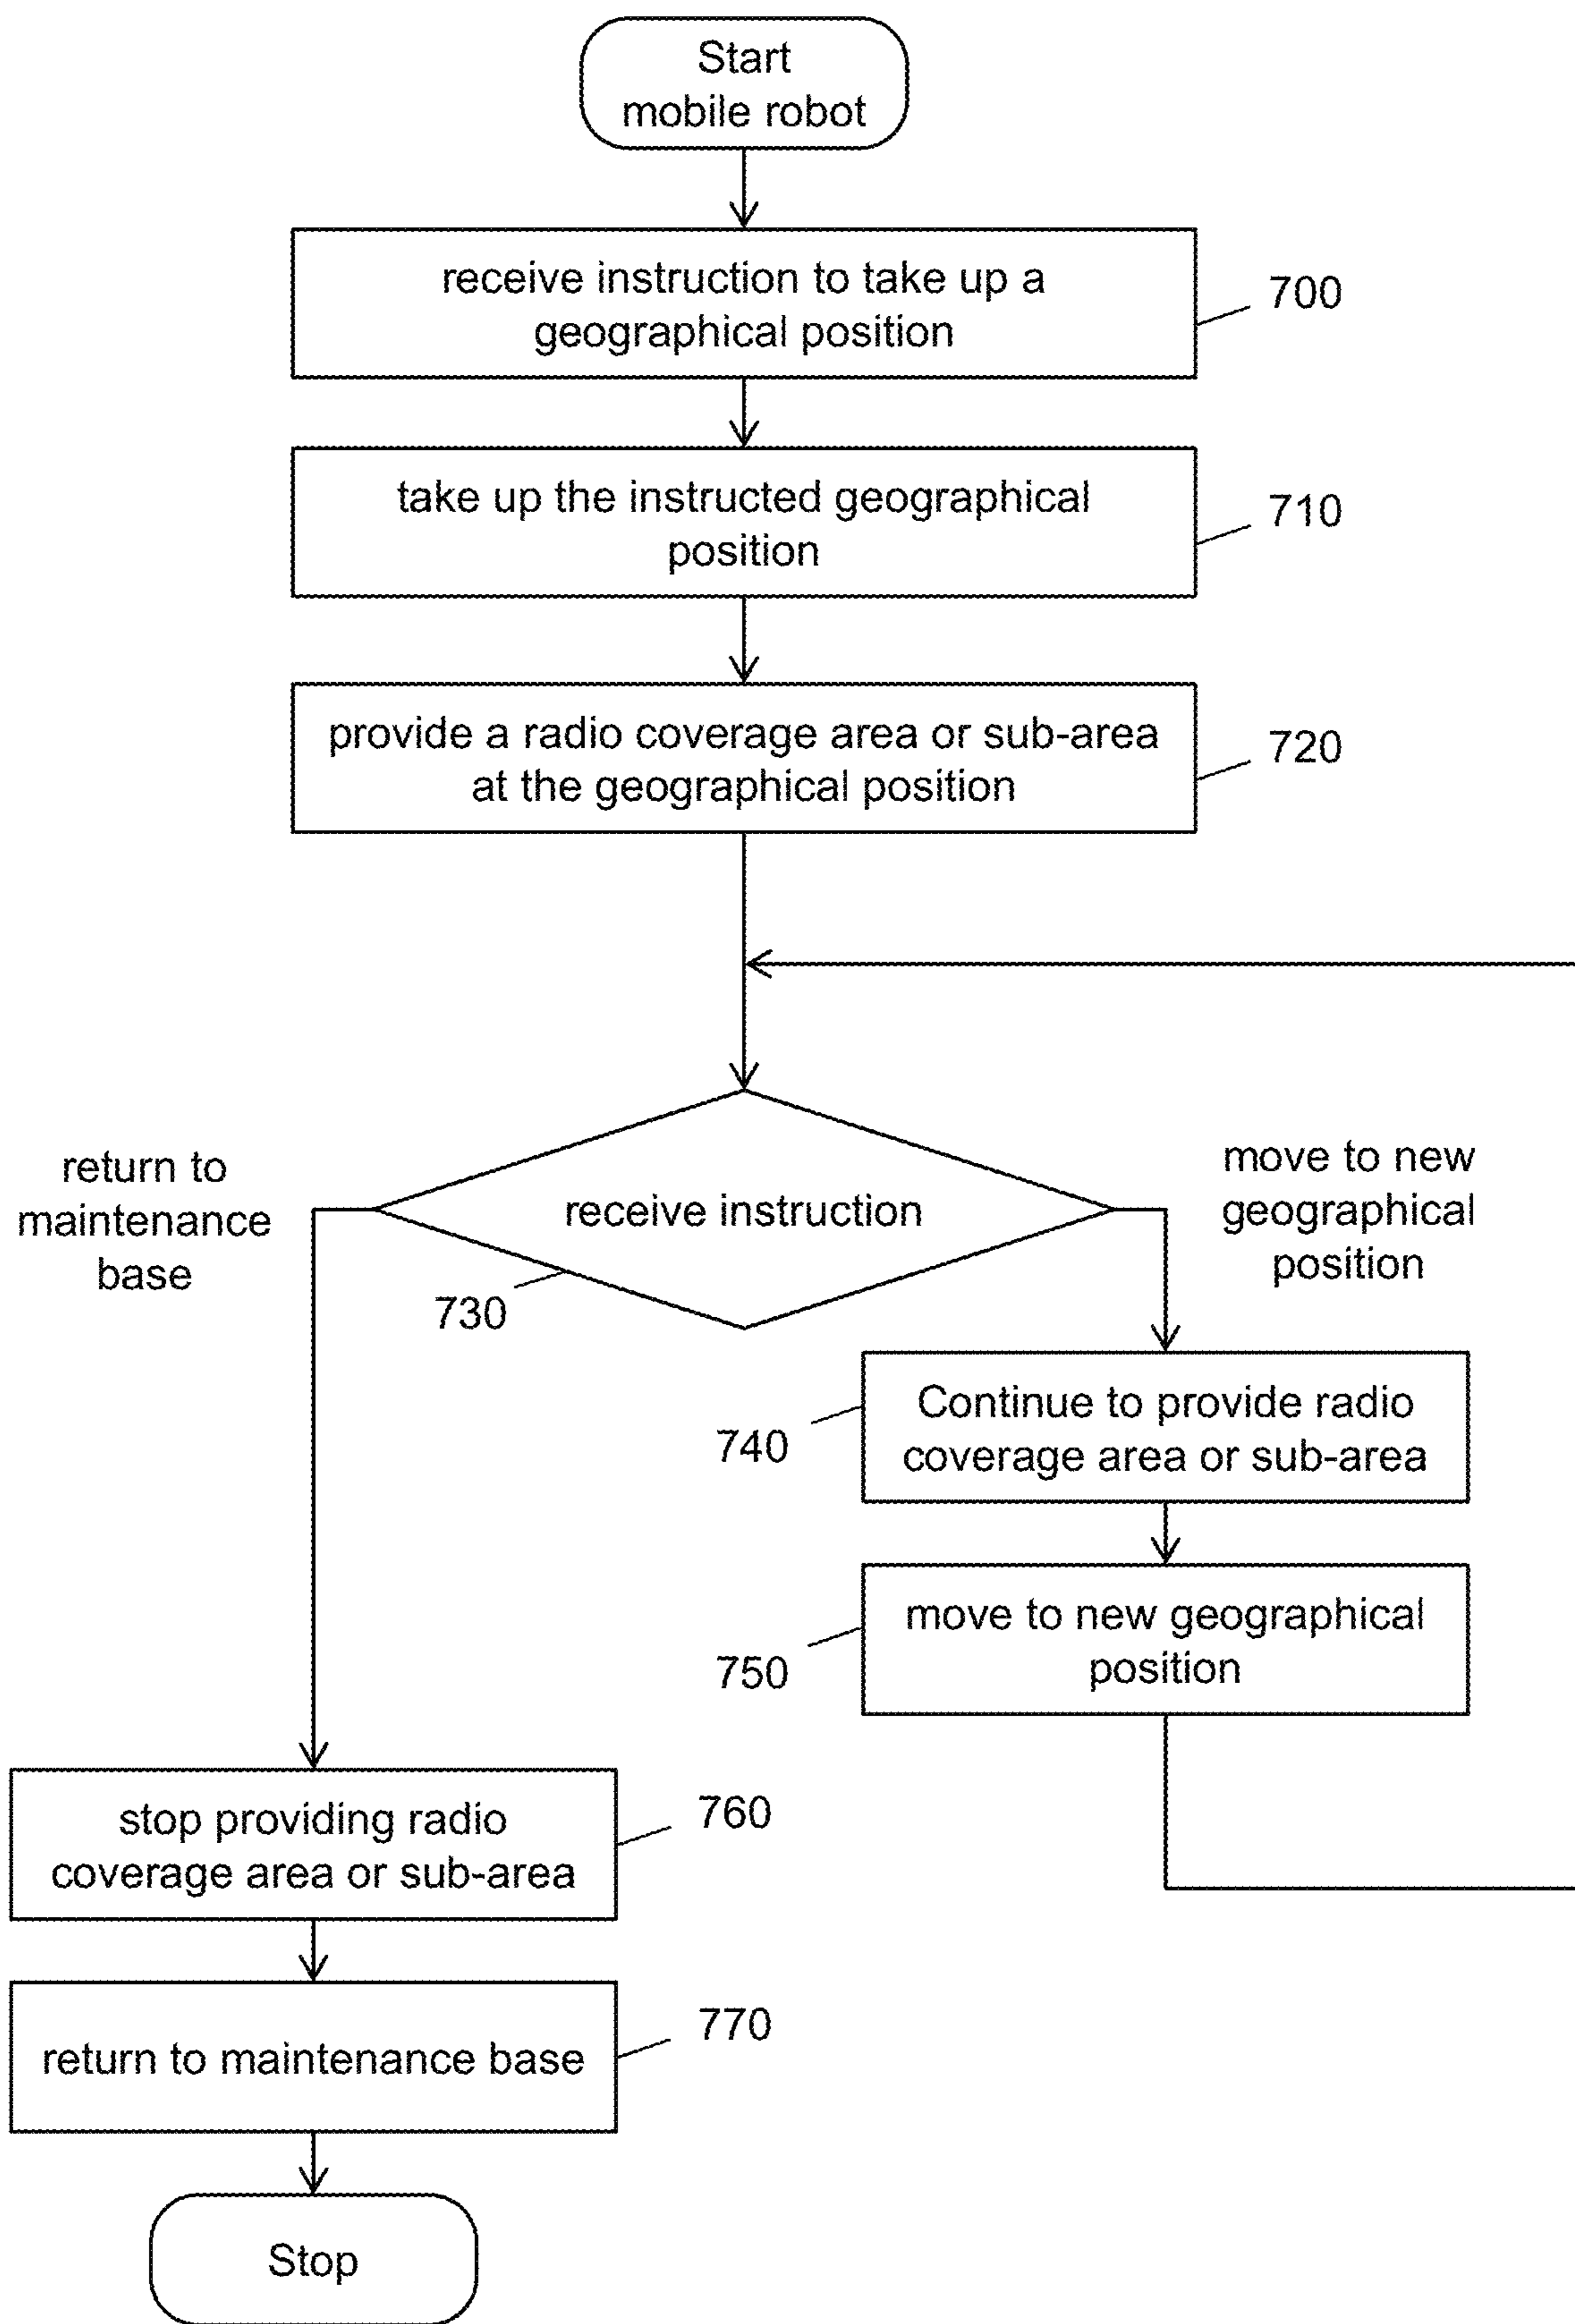 Start
mobile robot
receive instruction to take up a
geographical position
700
take up the instructed geographical
position
710
provide a radio coverage area or sub-area
at the geographical position
720
return to
maintenance
base
receive instruction
730
move to new
geographical
position
Continue to provide radio
coverage area or sub-area
740
move to new geographical
position
750
stop providing radio
coverage area or sub-area
760
return to maintenance base
770
Stop